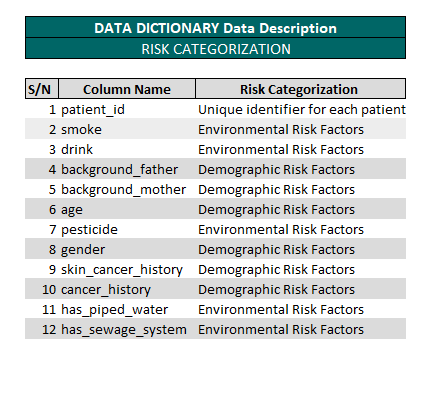 DATA DICTIONARY Data Description
RISK CATEGORIZATION
S/N Column Name Risk Categorization
1 patient_id Unique identifier for each patient
2 smoke Environmental Risk Factors
3 drink Environmental Risk Factors
4 background_father Demographic Risk Factors
5 background_mother Demographic Risk Factors
6 age Demographic Risk Factors
7 pesticide Environmental Risk Factors
8 gender Demographic Risk Factors
9 skin_cancer_history Demographic Risk Factors
10 cancer_history Demographic Risk Factors
11 has_piped_water Environmental Risk Factors
12 has_sewage_system Environmental Risk Factors